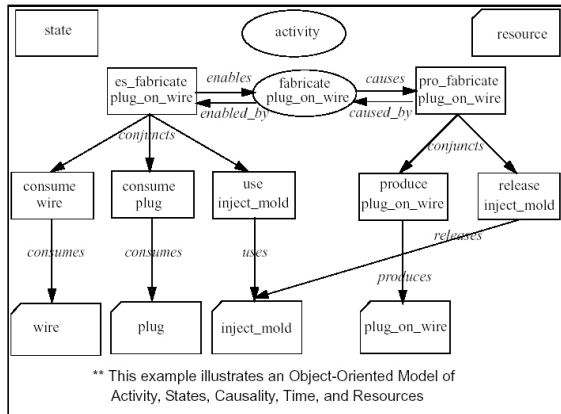 state
activity
resource
es_fabricate
plug_on_wire
enables
enabled_by
fabricate
plug_on_wire
causes
caused_by
pro_fabricate
plug_on_wire
conjuncts
conjuncts
consume
wire
consume
plug
use
inject_mold
produce
plug_on_wire
release
inject_mold
consumes
consumes
uses
releases
produces
wire
plug
inject_mold
plug_on_wire
** This example illustrates an Object-Oriented Model of
Activity, States, Causality, Time, and Resources